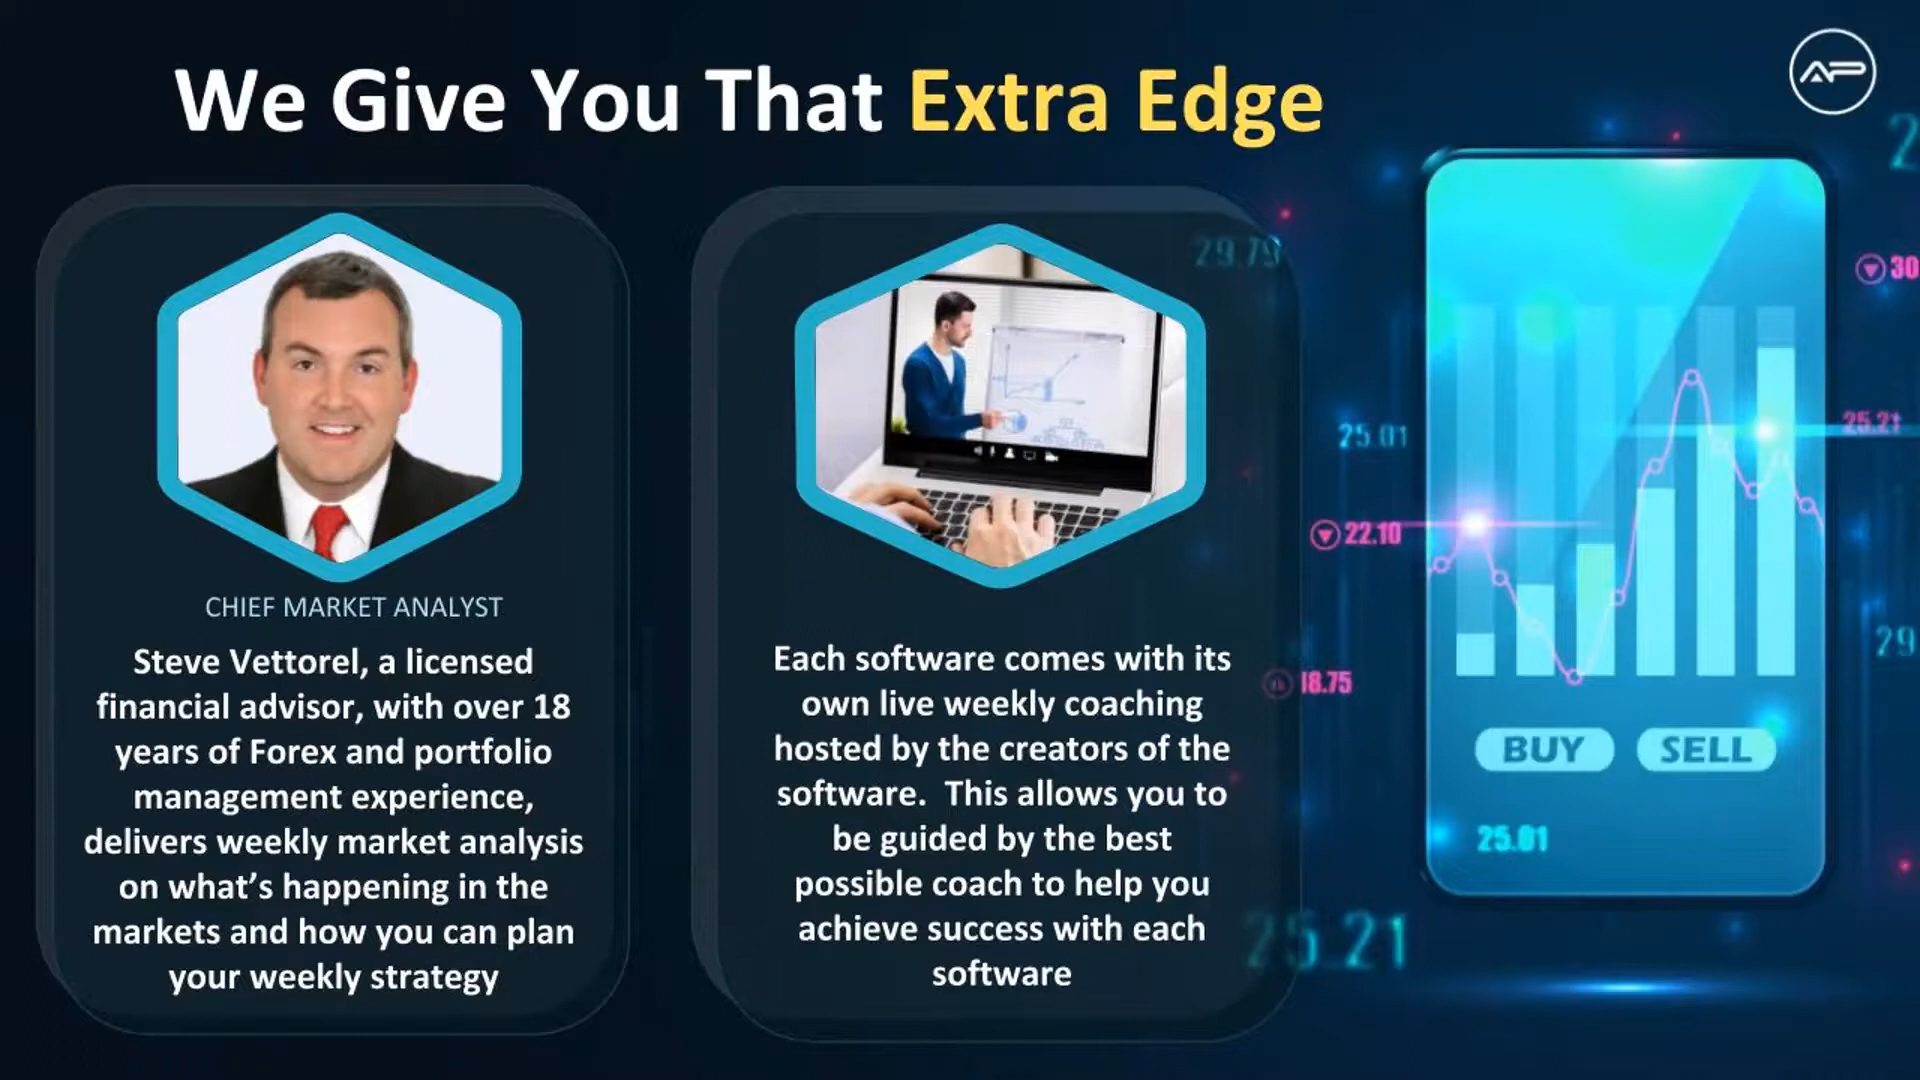 We Give You That Extra Edge
AP
CHIEF MARKET ANALYST
Steve Vettorel, a licensed
financial advisor, with over 18
years of Forex and portfolio
management experience,
delivers weekly market analysis
on what’s happening in the
markets and how you can plan
your weekly strategy
Each software comes with its
own live weekly coaching
hosted by the creators of the
software.  This allows you to
be guided by the best
possible coach to help you
achieve success with each
software
29.79
25.01
22.10
18.75
25.21
30
25.21
29
2
BUY
SELL
25.01